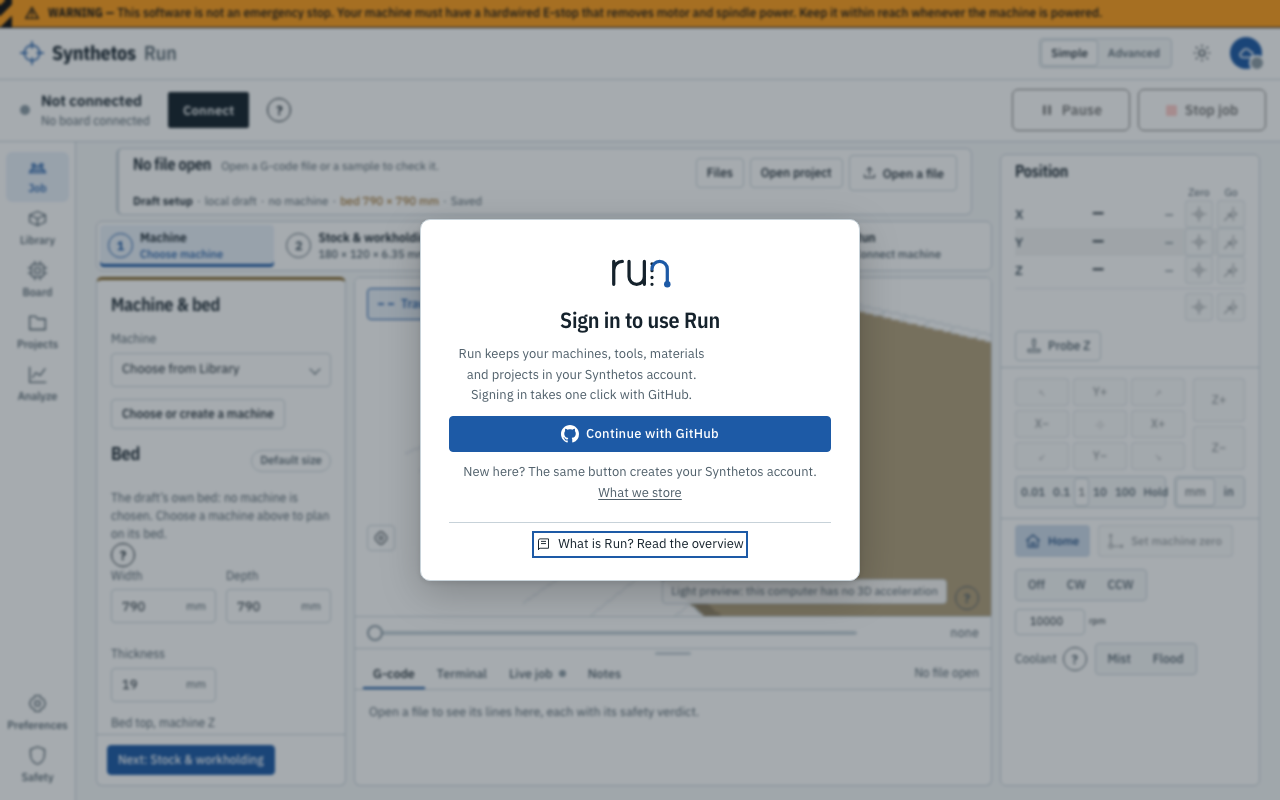 WARNING — This software is not an emergency stop. Your machine must have a hardwired E-stop that removes motor and spindle power. Keep it within reach whenever the machine is powered.
Synthetos Run
Simple Advanced
Not connected
No board connected
Connect
?
Pause
Stop job
Job
Library
Board
Projects
Analyze
Preferences
Safety
No file open Open a G-code file or a sample to check it.
Files
Open project
Open a file
Draft setup · local draft · no machine · bed 790 × 790 mm · Saved
1 Machine
Choose machine
2
180 × 120 × 6.35
Machine & bed
Machine
Choose from Library
Choose or create a machine
Bed
Default size
The draft's own bed: no machine is
chosen. Choose a machine above to plan
on its bed.
?
Width Depth
790 mm 790 mm
Thickness
19 mm
Bed top, machine Z
Next: Stock & workholding
run
Sign in to use Run
Run keeps your machines, tools, materials
and projects in your Synthetos account.
Signing in takes one click with GitHub.
Continue with GitHub
New here? The same button creates your Synthetos account.
What we store
What is Run? Read the overview
Light preview: this computer has no 3D acceleration
?
none
G-code Terminal Live job Notes
No file open
Open a file to see its lines here, each with its safety verdict.
Position
Zero Go
X — –
Y — –
Z — –
Probe Z
Y+
Z+
X− X+
Y−
Z−
0.01 0.1 1 10 100 Hold
mm in
Home
Set machine zero
Off CW CCW
10000 rpm
Coolant ? Mist Flood